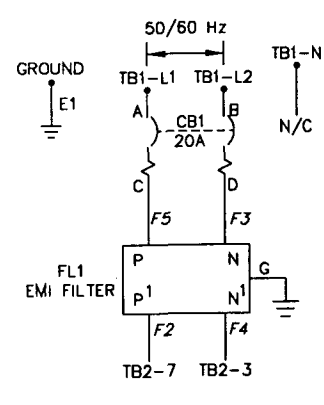 50/60 Hz
GROUND
TB1-L1
TB1-L2
TB1-N
E1
A
B
CB1
20A
N/C
C
D
F5
F3
FL1
EMI FILTER
P
N
G
P1
N1
F2
F4
TB2-7
TB2-3